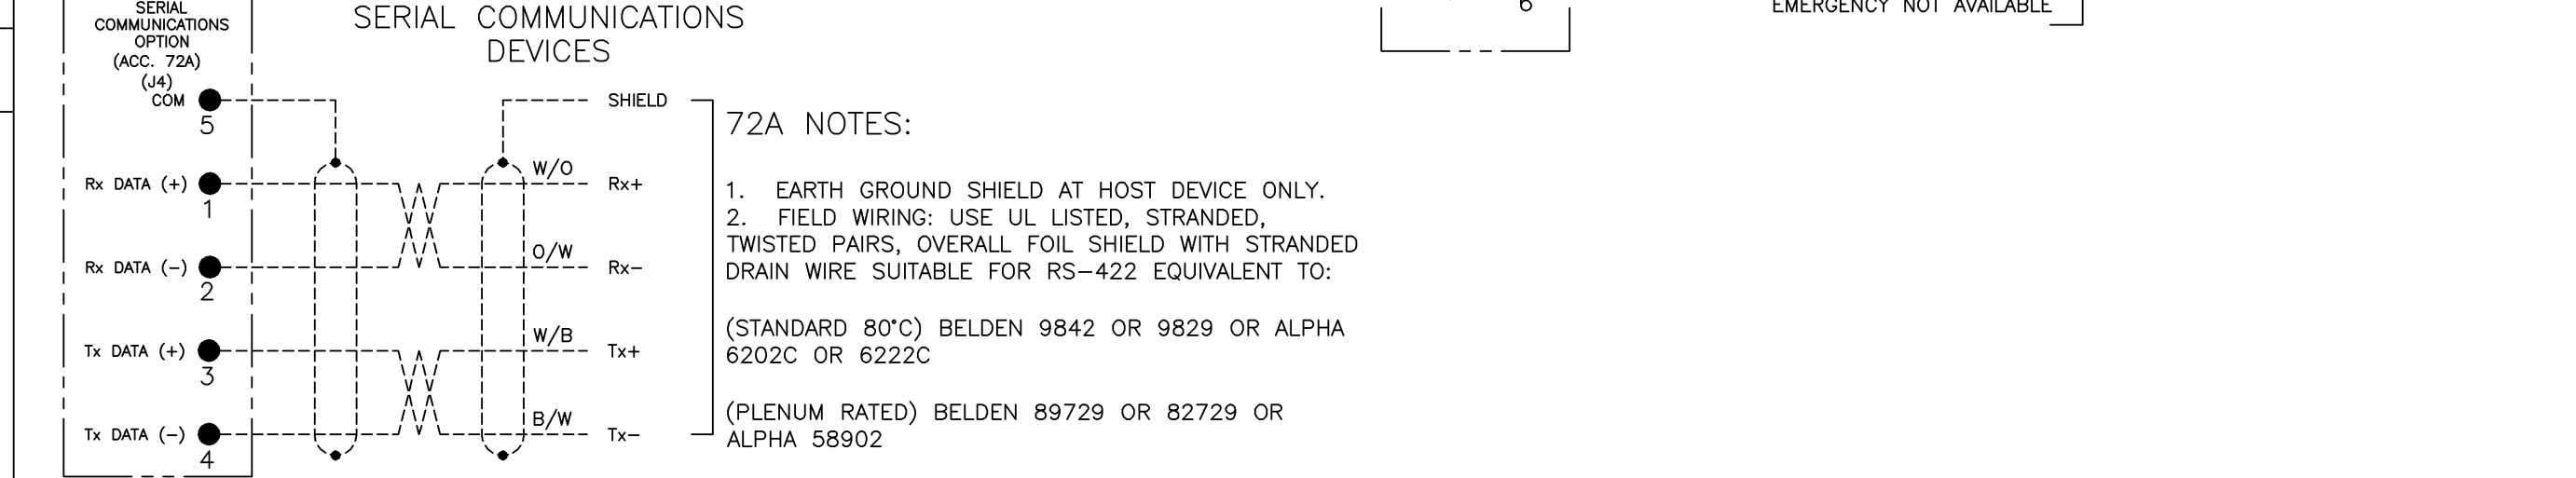 SERIAL
COMMUNICATIONS
OPTION
(ACC. 72A)
(J4)
COM
5
Rx DATA (+)
1
Rx DATA (-)
2
Tx DATA (+)
3
Tx DATA (-)
4
SERIAL COMMUNICATIONS
DEVICES
SHIELD
W/O
Rx+
O/W
Rx-
W/B
Tx+
B/W
Tx-
72A NOTES:
1. EARTH GROUND SHIELD AT HOST DEVICE ONLY.
2. FIELD WIRING: USE UL LISTED, STRANDED,
TWISTED PAIRS, OVERALL FOIL SHIELD WITH STRANDED
DRAIN WIRE SUITABLE FOR RS-422 EQUIVALENT TO:
(STANDARD 80°C) BELDEN 9842 OR 9829 OR ALPHA
6202C OR 6222C
(PLENUM RATED) BELDEN 89729 OR 82729 OR
ALPHA 58902
6
EMERGENCY NOT AVAILABLE